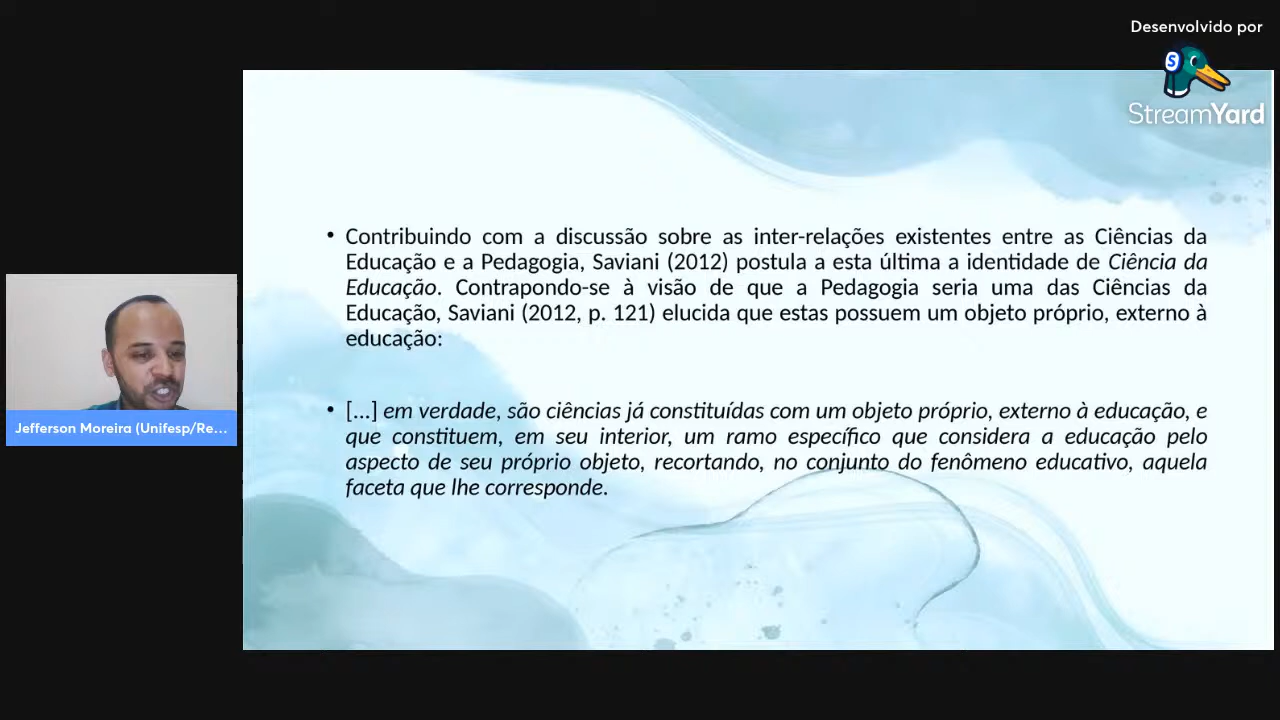 Desenvolvido por
StreamYard
• Contribuindo com a discussão sobre as inter-relações existentes entre as Ciências da
Educação e a Pedagogia, Saviani (2012) postula a esta última a identidade de Ciência da
Educação. Contrapondo-se à visão de que a Pedagogia seria uma das Ciências da
Educação, Saviani (2012, p. 121) elucida que estas possuem um objeto próprio, externo à
educação:
• [...] em verdade, são ciências já constituídas com um objeto próprio, externo à educação, e
que constituem, em seu interior, um ramo específico que considera a educação pelo
aspecto de seu próprio objeto, recortando, no conjunto do fenômeno educativo, aquela
faceta que lhe corresponde.
Jefferson Moreira (Unifesp/Re...